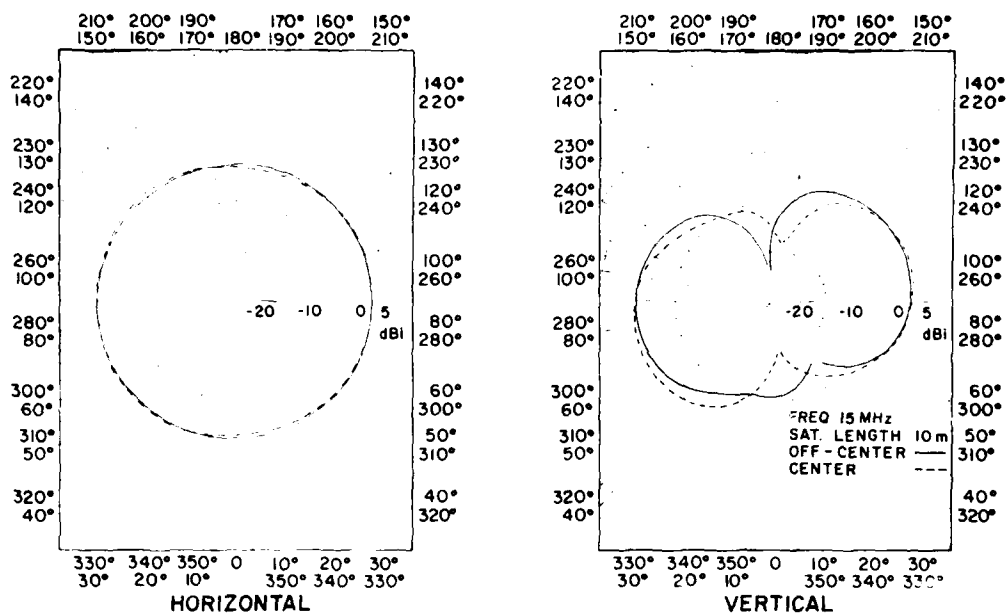 210° 200° 190° 170° 160° 150°
150° 160° 170° 180° 190° 200° 210°
220° 140°
140° 220°
230° 130°
130° 230°
240° 120°
120° 240°
260° 100°
100° 260°
-20 -10 0 5
dBi
280° 80°
80° 280°
300° 60°
60° 300°
310° 50°
50° 310°
320° 40°
40° 320°
330° 340° 350° 0 10° 20° 30°
30° 20° 10° 350° 340° 330°
HORIZONTAL
210° 200° 190° 170° 160° 150°
150° 160° 170° 180° 190° 200° 210°
220° 140°
140° 220°
230° 130°
130° 230°
240° 120°
120° 240°
260° 100°
100° 260°
-20 -10 0 5
dBi
280° 80°
80° 280°
300° 60°
60° 300°
FREQ 15 MHz
SAT. LENGTH 10 m
OFF-CENTER
CENTER
310° 50°
50° 310°
320° 40°
40° 320°
330° 340° 350° 0 10° 20° 30°
30° 20° 10° 350° 340°
VERTICAL